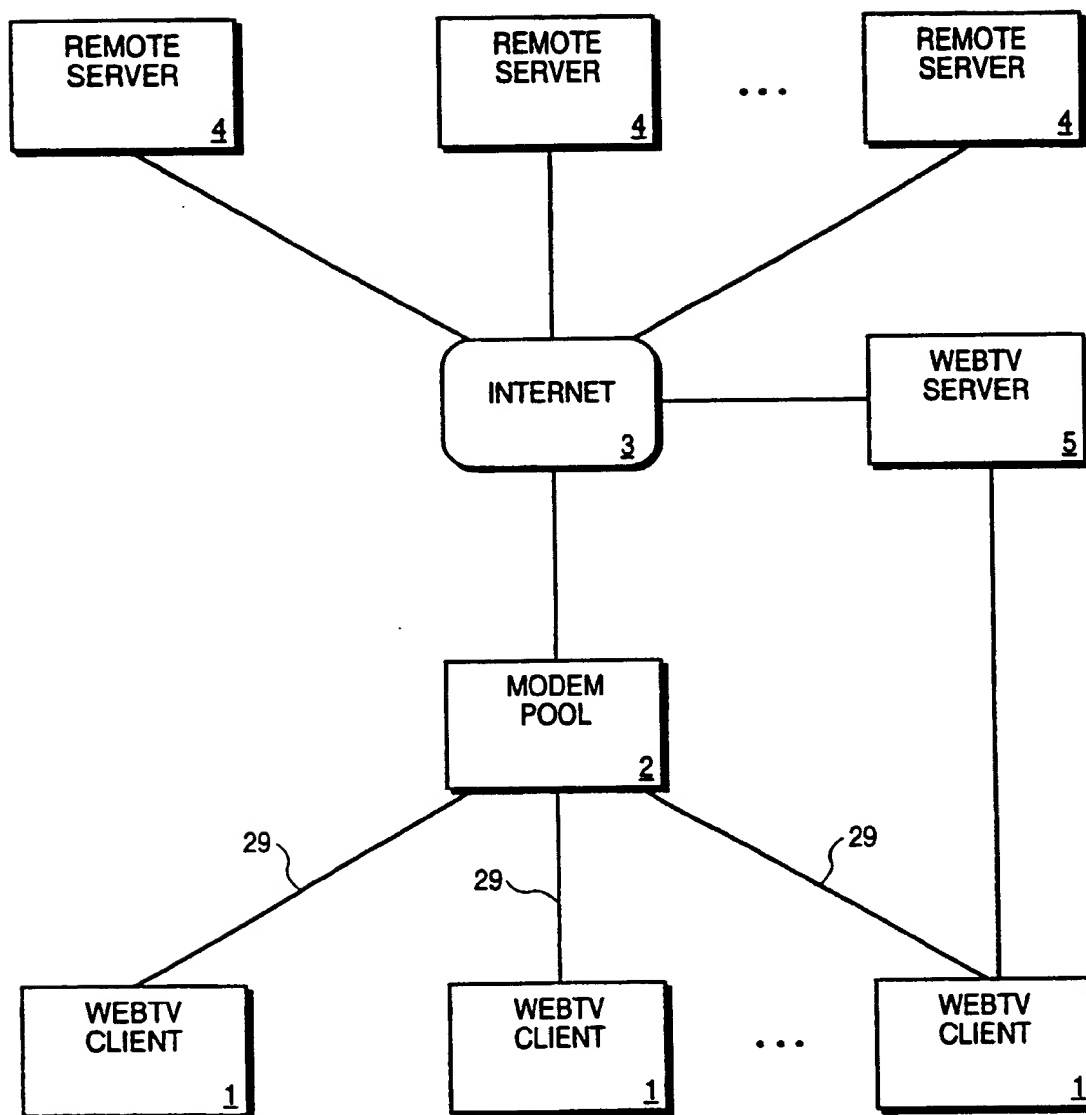 REMOTE
SERVER
4
REMOTE
SERVER
4
...
REMOTE
SERVER
4
INTERNET
3
WEBTV
SERVER
5
MODEM
POOL
2
29
29
29
WEBTV
CLIENT
1
WEBTV
CLIENT
1
...
WEBTV
CLIENT
1